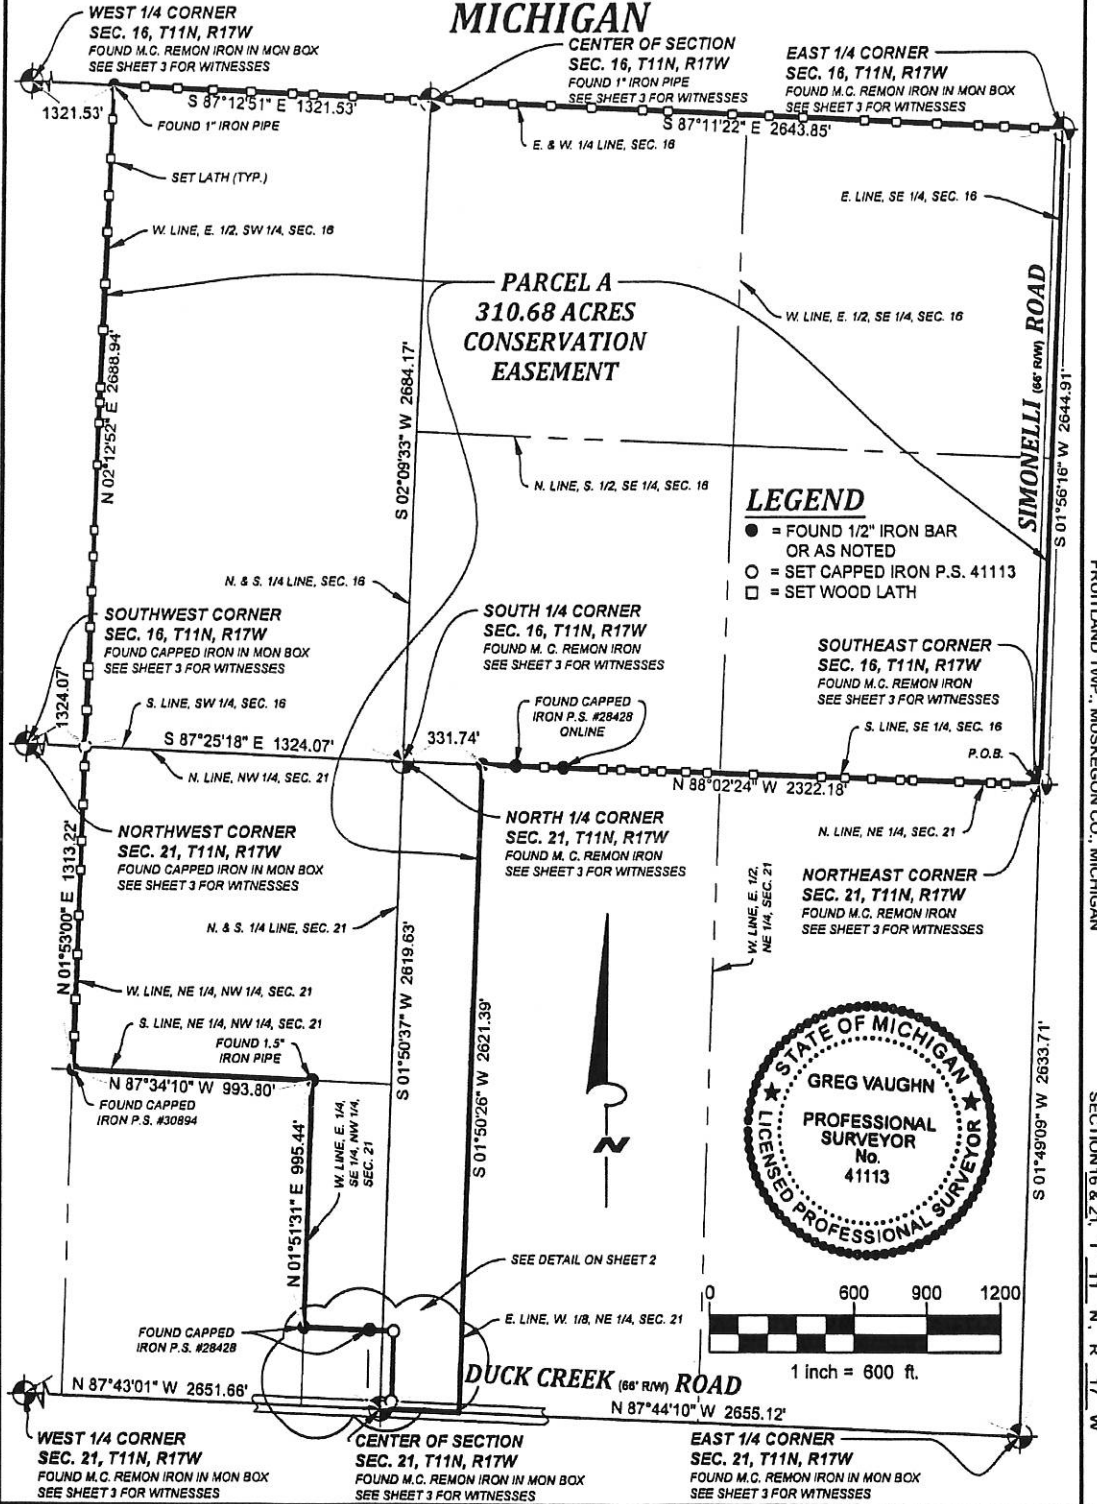 MICHIGAN
WEST 1/4 CORNER
SEC. 16, T11N, R17W
FOUND M.C. REMON IRON IN MON BOX
SEE SHEET 3 FOR WITNESSES
CENTER OF SECTION
SEC. 16, T11N, R17W
FOUND 1" IRON PIPE
SEE SHEET 3 FOR WITNESSES
EAST 1/4 CORNER
SEC. 16, T11N, R17W
FOUND M.C. REMON IRON IN MON BOX
SEE SHEET 3 FOR WITNESSES
1321.53'
S 87°12'51" E 1321.53'
FOUND 1" IRON PIPE
S 87°11'22" E 2643.85'
E. & W. 1/4 LINE, SEC. 16
SET LATH (TYP.)
E. LINE, SE 1/4, SEC. 16
W. LINE, E. 1/2, SW 1/4, SEC. 16
PARCEL A
310.68 ACRES
CONSERVATION
EASEMENT
W. LINE, E. 1/2, SE 1/4, SEC. 16
SIMONELLI (66' R/W) ROAD
N 02°12'52" E 2688.94'
S 02°09'33" W 2684.17'
S 01°56'16" W 2644.91'
N. LINE, S. 1/2, SE 1/4, SEC. 16
LEGEND
= FOUND 1/2" IRON BAR
OR AS NOTED
= SET CAPPED IRON P.S. 41113
= SET WOOD LATH
N. & S. 1/4 LINE, SEC. 16
SOUTHWEST CORNER
SEC. 16, T11N, R17W
FOUND CAPPED IRON IN MON BOX
SEE SHEET 3 FOR WITNESSES
SOUTH 1/4 CORNER
SEC. 16, T11N, R17W
FOUND M. C. REMON IRON
SEE SHEET 3 FOR WITNESSES
SOUTHEAST CORNER
SEC. 16, T11N, R17W
FOUND M.C. REMON IRON
SEE SHEET 3 FOR WITNESSES
1324.07'
S. LINE, SW 1/4, SEC. 16
FOUND CAPPED
IRON P.S. #28428
ONLINE
S. LINE, SE 1/4, SEC. 16
S 87°25'18" E 1324.07'
331.74'
P.O.B.
N. LINE, NW 1/4, SEC. 21
N 88°02'24" W 2322.18'
NORTHWEST CORNER
SEC. 21, T11N, R17W
FOUND CAPPED IRON IN MON BOX
SEE SHEET 3 FOR WITNESSES
NORTH 1/4 CORNER
SEC. 21, T11N, R17W
FOUND M. C. REMON IRON
SEE SHEET 3 FOR WITNESSES
N. LINE, NE 1/4, SEC. 21
NORTHEAST CORNER
SEC. 21, T11N, R17W
FOUND M.C. REMON IRON
SEE SHEET 3 FOR WITNESSES
N 01°53'00" E 1313.22'
N. & S. 1/4 LINE, SEC. 21
W. LINE, E. 1/2,
NE 1/4, SEC. 21
W. LINE, NE 1/4, NW 1/4, SEC. 21
S. LINE, NE 1/4, NW 1/4, SEC. 21
FOUND 1.5"
IRON PIPE
S 01°50'37" W 2619.63'
S 01°50'26" W 2621.39'
N 87°34'10" W 993.80'
FOUND CAPPED
IRON P.S. #30894
N 01°51'31" E 995.44'
W. LINE, E. 1/4,
SE 1/4, NW 1/4,
SEC. 21
N
STATE OF MICHIGAN
GREG VAUGHN
PROFESSIONAL
SURVEYOR
No.
41113
LICENSED PROFESSIONAL SURVEYOR
S 01°49'09" W 2633.71'
SEE DETAIL ON SHEET 2
E. LINE, W. 1/8, NE 1/4, SEC. 21
FOUND CAPPED
IRON P.S. #28428
0 600 900 1200
1 inch = 600 ft.
DUCK CREEK (66' R/W) ROAD
N 87°43'01" W 2651.66'
N 87°44'10" W 2655.12'
WEST 1/4 CORNER
SEC. 21, T11N, R17W
FOUND M.C. REMON IRON IN MON BOX
SEE SHEET 3 FOR WITNESSES
CENTER OF SECTION
SEC. 21, T11N, R17W
FOUND M.C. REMON IRON IN MON BOX
SEE SHEET 3 FOR WITNESSES
EAST 1/4 CORNER
SEC. 21, T11N, R17W
FOUND M.C. REMON IRON IN MON BOX
SEE SHEET 3 FOR WITNESSES
FRUITLAND TWP., MUSKEGON CO., MICHIGAN
SECTION 16 & 21, T 11 N, R 17 W